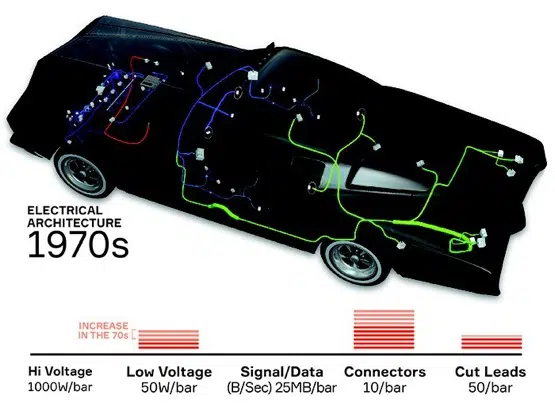 ELECTRICAL
ARCHITECTURE
1970s
INCREASE
IN THE 70s
Hi Voltage
1000W/bar
Low Voltage
50W/bar
Signal/Data
(B/Sec) 25MB/bar
Connectors
10/bar
Cut Leads
50/bar